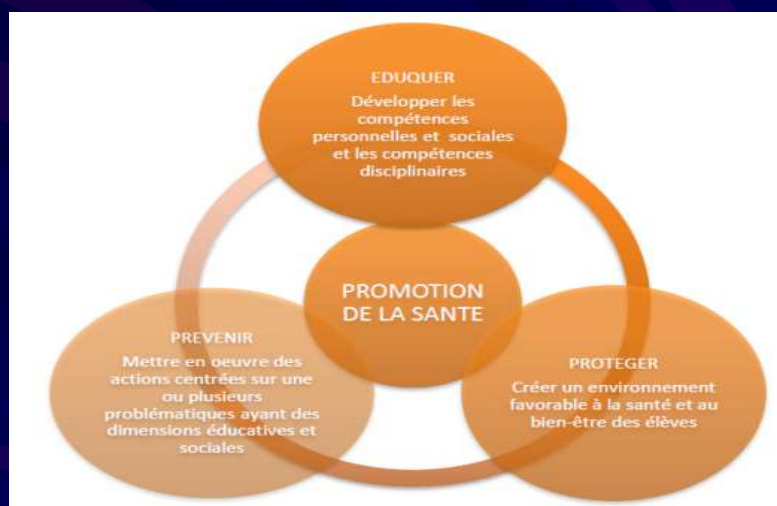 EDUQUER
Développer les
compétences
personnelles et sociales
et les compétences
disciplinaires
PROMOTION
DE LA SANTE
PREVENIR
Mettre en oeuvre des
actions centrées sur une
ou plusieurs
problématiques ayant des
dimensions éducatives et
sociales
PROTEGER
Créer un environnement
favorable à la santé et au
bien-être des élèves